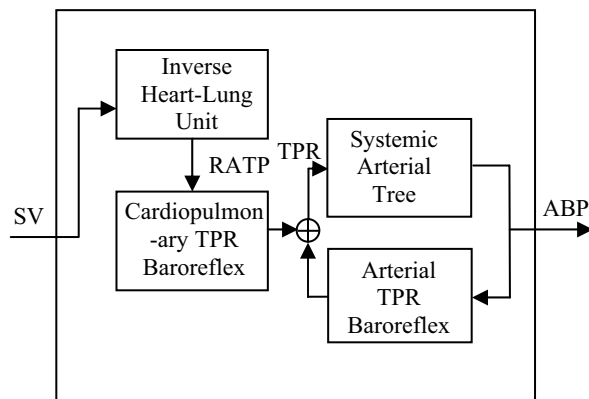 Inverse
Heart-Lung
Unit
RATP
TPR
Systemic
Arterial
Tree
SV
Cardiopulmon
-ary TPR
Baroreflex
ABP
Arterial
TPR
Baroreflex